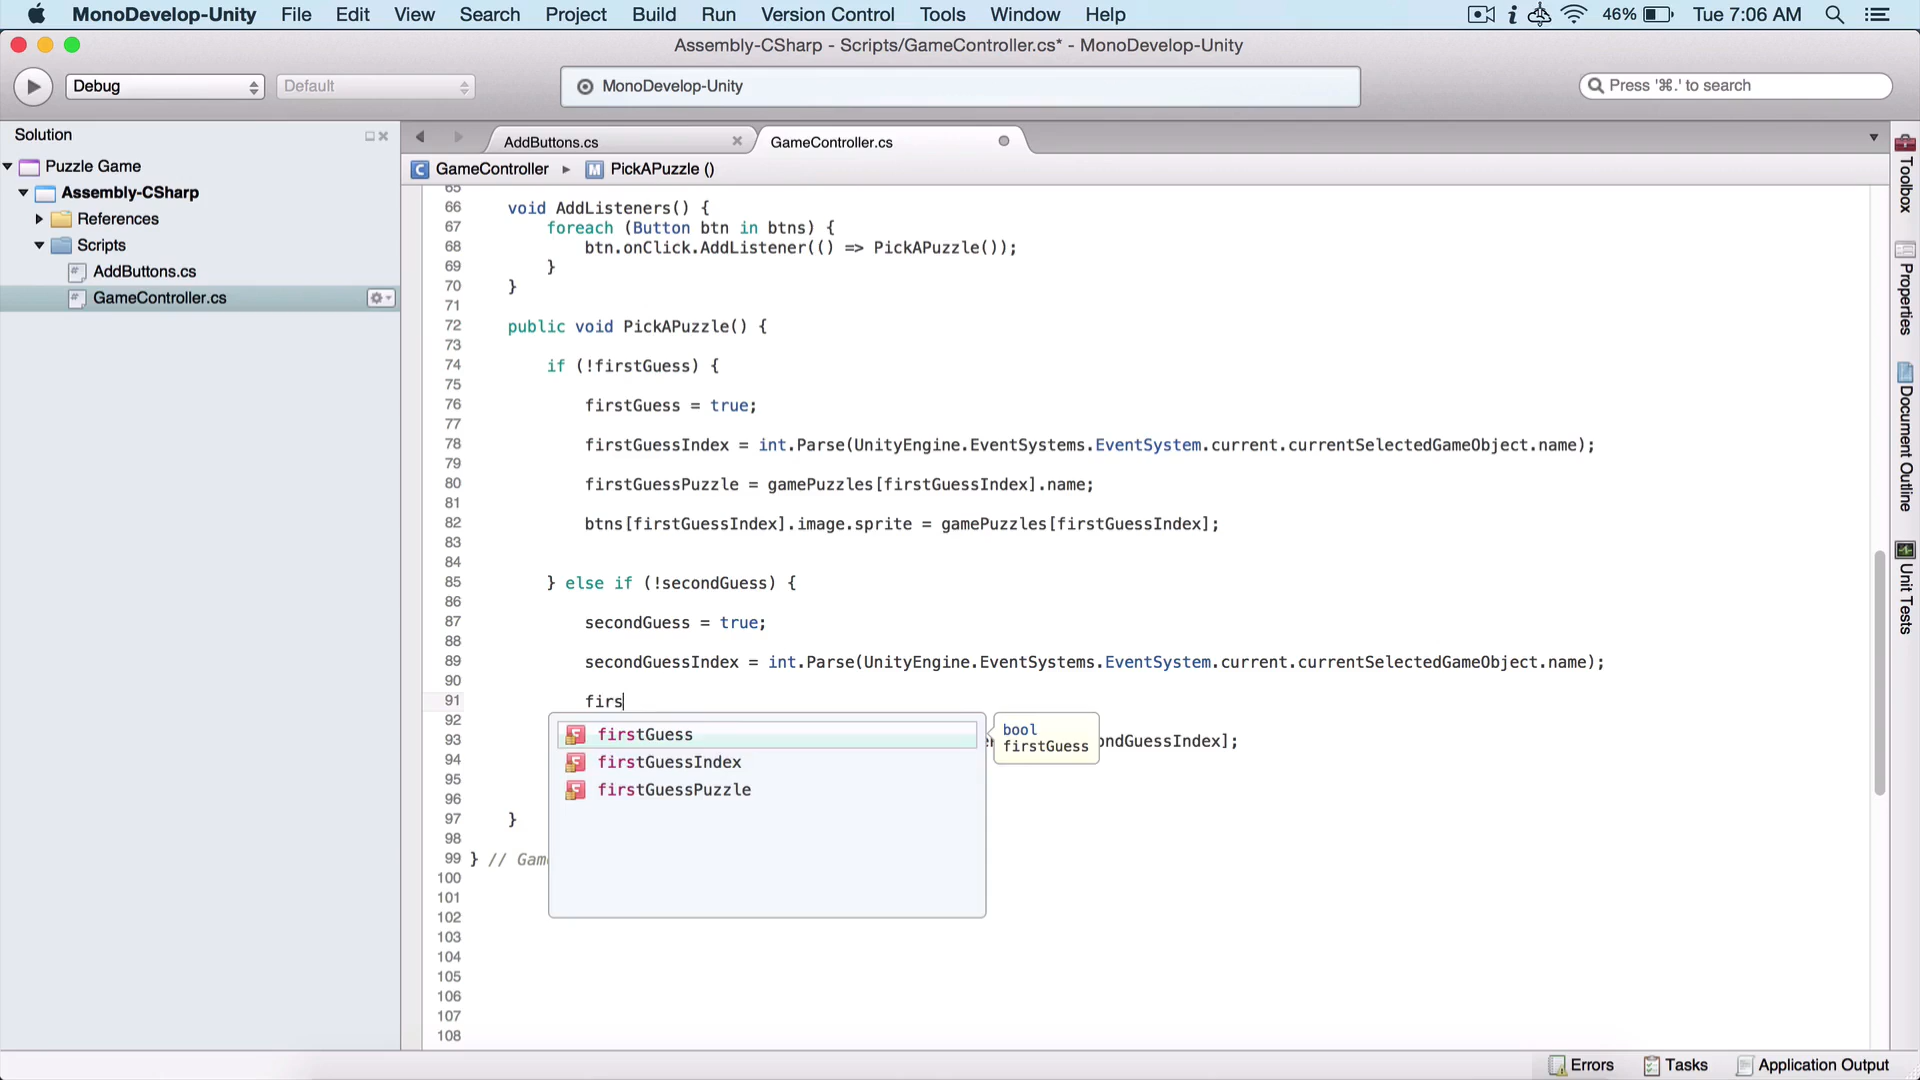 MonoDevelop-Unity File Edit View Search Project Build Run Version Control Tools Window Help 46% Tue 7:06 AM
Assembly-CSharp - Scripts/GameController.cs* - MonoDevelop-Unity
Debug Default MonoDevelop-Unity Press '⌘.' to search
Solution
Puzzle Game
Assembly-CSharp
References
Scripts
AddButtons.cs
GameController.cs
AddButtons.cs GameController.cs
GameController PickAPuzzle ()
65
66 void AddListeners() {
67 foreach (Button btn in btns) {
68 btn.onClick.AddListener(() => PickAPuzzle());
69 }
70 }
71
72 public void PickAPuzzle() {
73
74 if (!firstGuess) {
75
76 firstGuess = true;
77
78 firstGuessIndex = int.Parse(UnityEngine.EventSystems.EventSystem.current.currentSelectedGameObject.name);
79
80 firstGuessPuzzle = gamePuzzles[firstGuessIndex].name;
81
82 btns[firstGuessIndex].image.sprite = gamePuzzles[firstGuessIndex];
83
84
85 } else if (!secondGuess) {
86
87 secondGuess = true;
88
89 secondGuessIndex = int.Parse(UnityEngine.EventSystems.EventSystem.current.currentSelectedGameObject.name);
90
91 firs
92
93 ondGuessIndex];
94
95
96
97 }
98
99 } // Gam
100
101
102
103
104
105
106
107
108
firstGuess
firstGuessIndex
firstGuessPuzzle
bool
firstGuess
Toolbox
Properties
Document Outline
Unit Tests
Errors Tasks Application Output